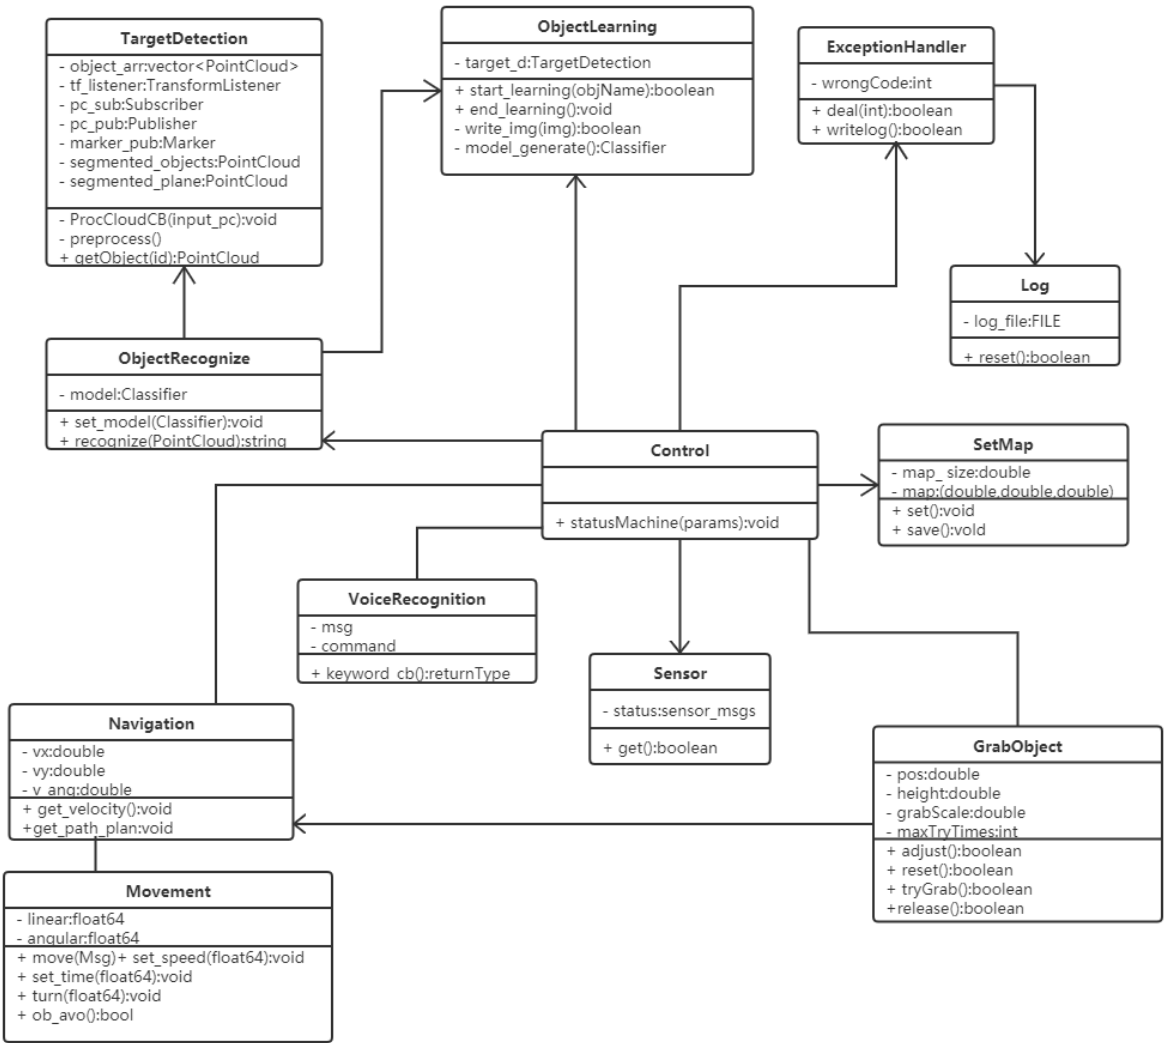 TargetDetection
- object_arr:vector<PointCloud>
- tf_listener:TransformListener
- pc_sub:Subscriber
- pc_pub:Publisher
- marker_pub:Marker
- segmented_objects:PointCloud
- segmented_plane:PointCloud
- ProcCloudCB(input_pc):void
- preprocess()
+ getObject(id):PointCloud
ObjectLearning
- target_d:TargetDetection
+ start_learning(objName):boolean
+ end_learning():void
- write_img(img):boolean
- model_generate():Classifier
ExceptionHandler
- wrongCode:int
+ deal(int):boolean
+ writelog():boolean
Log
- log_file:FILE
+ reset():boolean
ObjectRecognize
- model:Classifier
+ set_model(Classifier):void
+ recognize(PointCloud):string
Control
+ statusMachine(params):void
SetMap
- map_ size:double
- map:(double,double,double)
+ set():void
+ save():vold
VoiceRecognition
- msg
- command
+ keyword_cb():returnType
Sensor
- status:sensor_msgs
+ get():boolean
Navigation
- vx:double
- vy:double
- v_ang:double
+ get_velocity():void
+get_path_plan:void
GrabObject
- pos:double
- height:double
- grabScale:double
- maxTryTimes:int
+ adjust():boolean
+ reset():boolean
+ tryGrab():boolean
+release():boolean
Movement
- linear:float64
- angular:float64
+ move(Msg)+ set_speed(float64):void
+ set_time(float64):void
+ turn(float64):void
+ ob_avo():bool